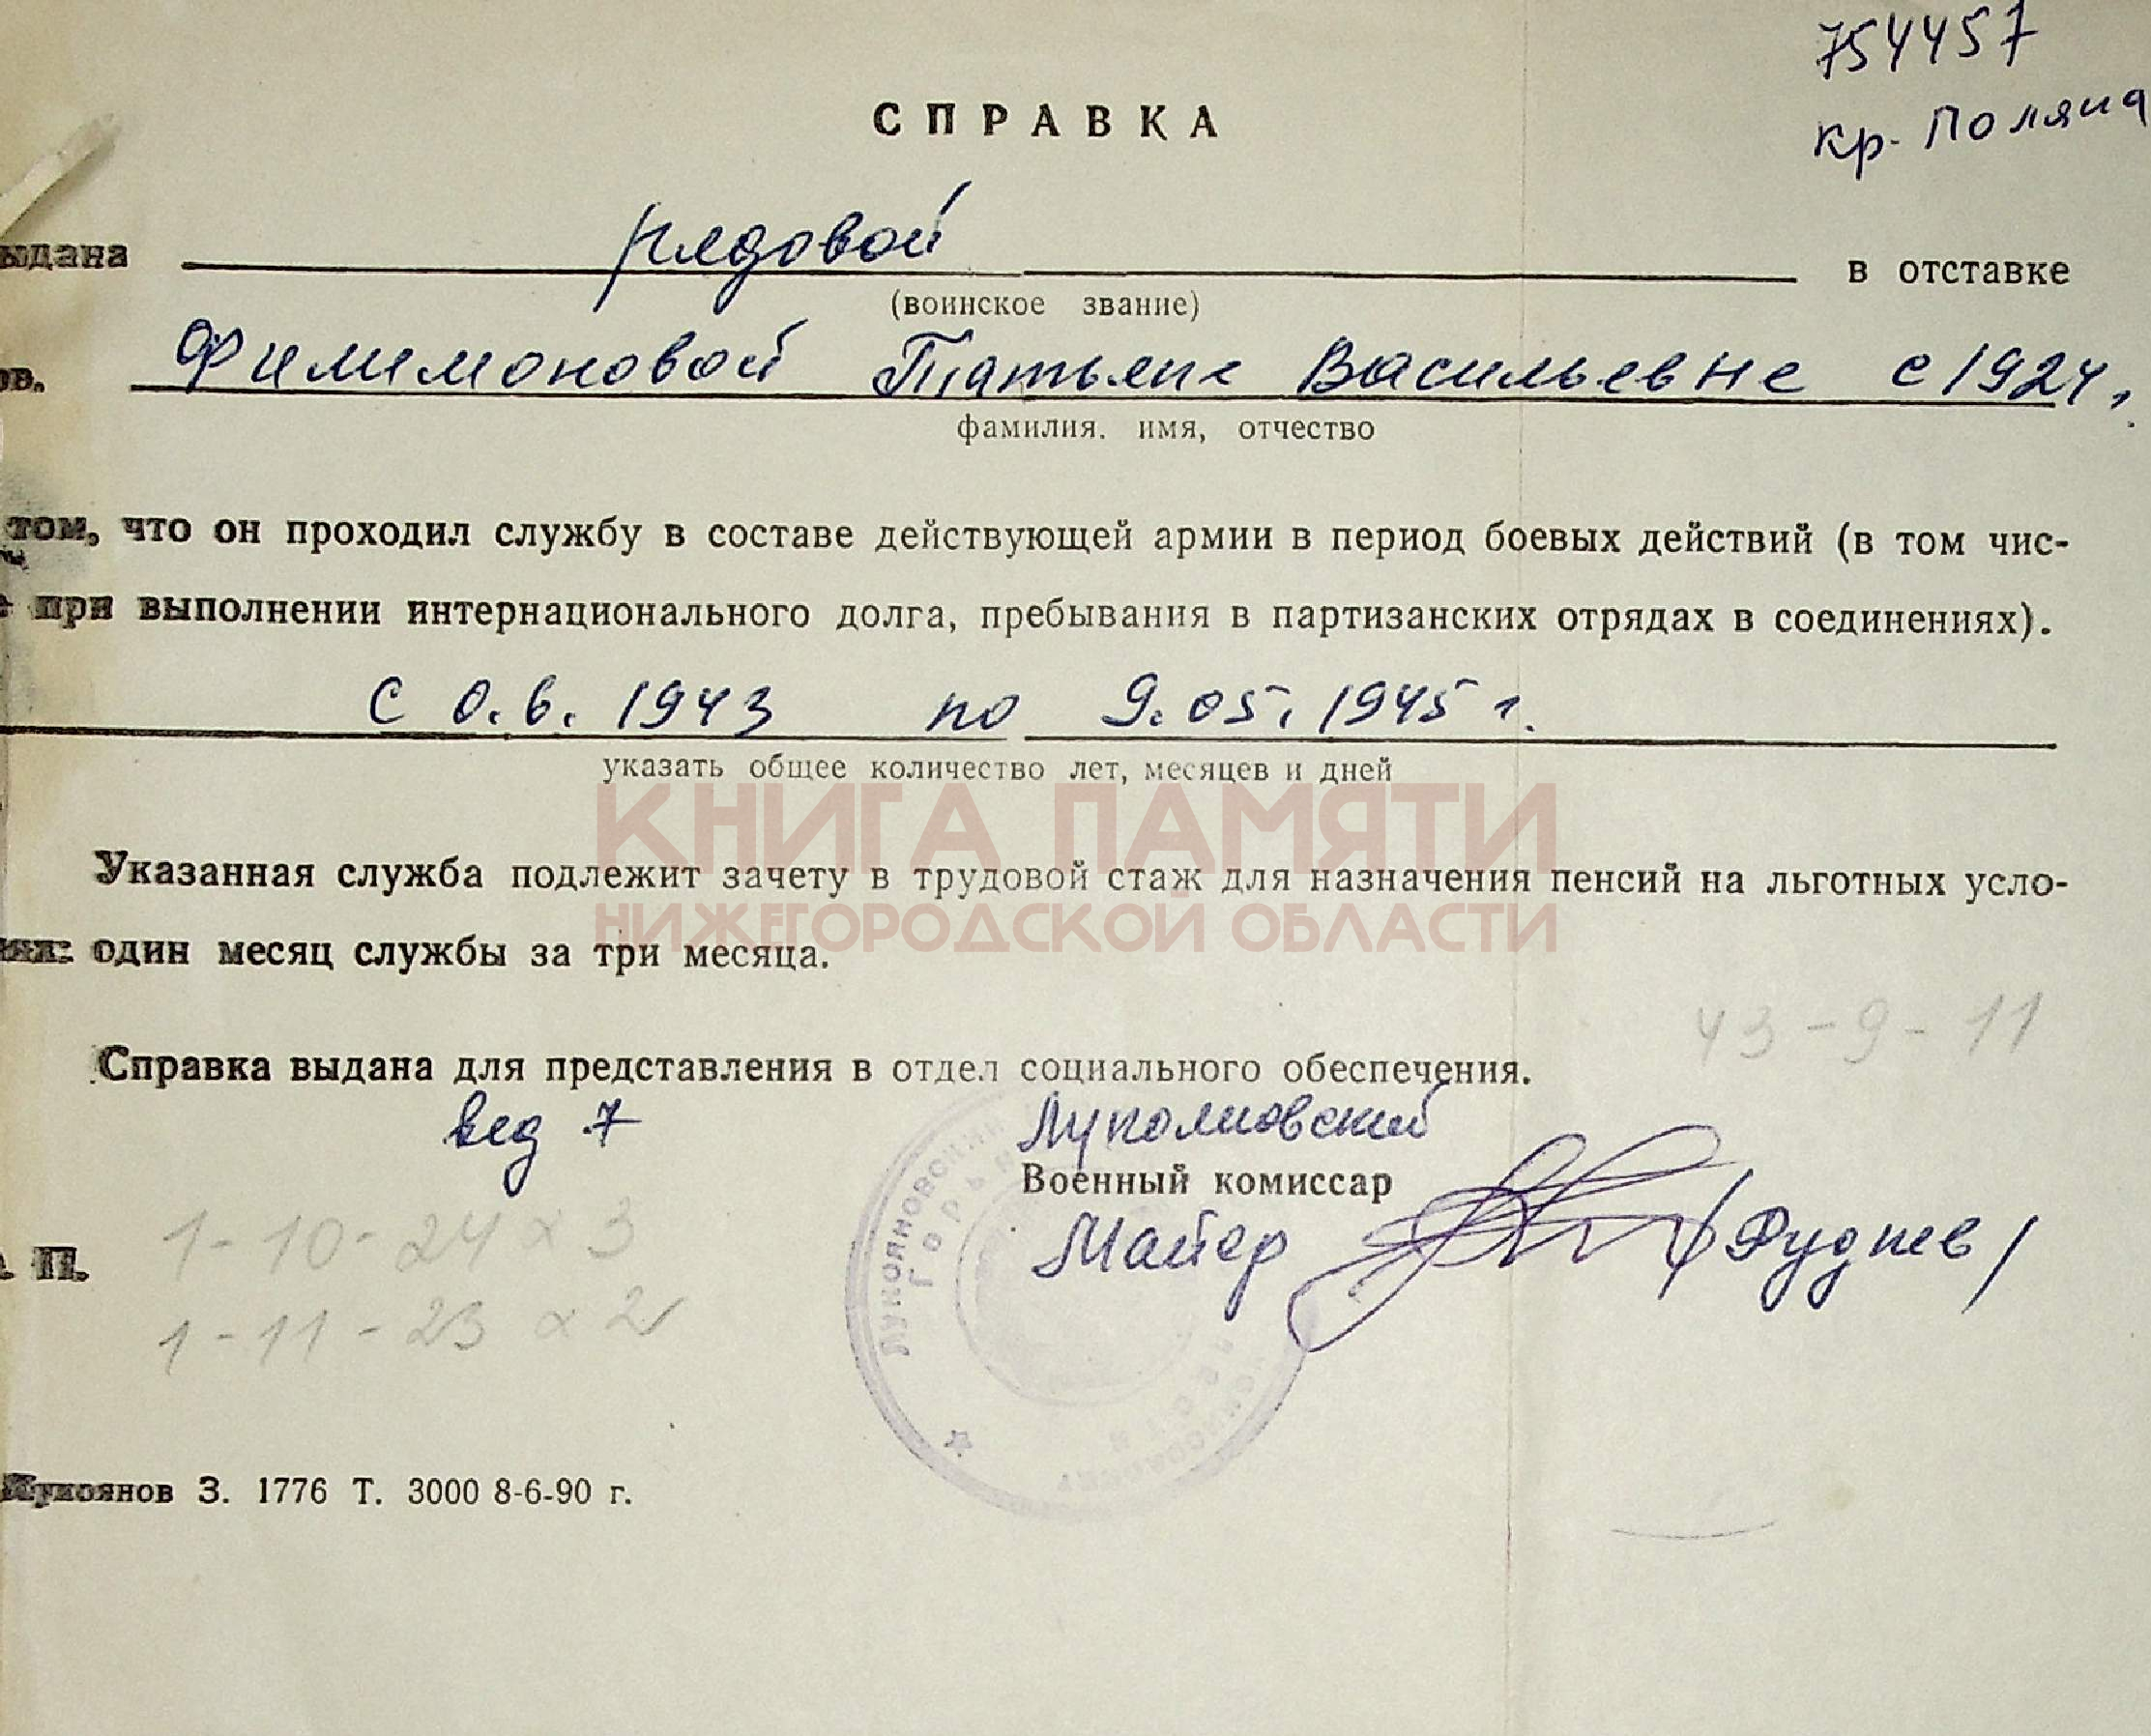 754457
кр. Поляна
СПРАВКА
выдана рядовой в отставке
(воинское звание)
ов. Филимоновой Татьяне Васильевне с 1924г.
фамилия. имя, отчество
том, что он проходил службу в составе действующей армии в период боевых действий (в том чис-
е при выполнении интернационального долга, пребывания в партизанских отрядах в соединениях).
с 0.6. 1943 по 9.05.1945 г.
указать общее количество лет, месяцев и дней
КНИГА ПАМЯТИ
Указанная служба подлежит зачету в трудовой стаж для назначения пенсий на льготных усло-
НИЖЕГОРОДСКОЙ ОБЛАСТИ
виях: один месяц службы за три месяца.
43-9-11
Справка выдана для представления в отдел социального обеспечения.
вед 7
Военный комиссар
Майор (Руднев)
. П.
1-10-24 х 3
1-11-23 х 2
Лукоянов З. 1776 Т. 3000 8-6-90 г.